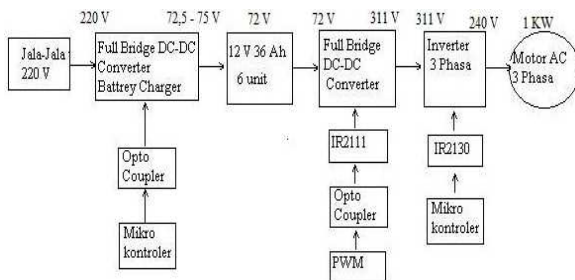 220 V
72,5 - 75 V
72 V
72 V
311 V
311 V
240 V
1 KW
Jala-Jala
220 V
Full Bridge DC-DC
Converter
Battrey Charger
12 V 36 Ah
6 unit
Full Bridge
DC-DC
Converter
Inverter
3 Phasa
Motor AC
3 Phasa
Opto
Coupler
Mikro
kontroler
IR2111
Opto
Coupler
PWM
IR2130
Mikro
kontroler